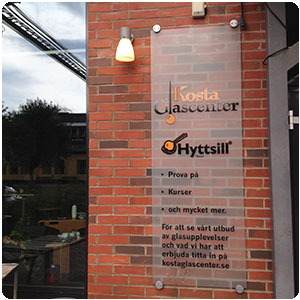 Kosta
Glascenter
Hyttsill®
• Prova på
• Kurser
• och mycket mer.
För att se vårt utbud
av glasupplevelser
och vad vi har att
erbjuda titta in på
kostaglascenter.se